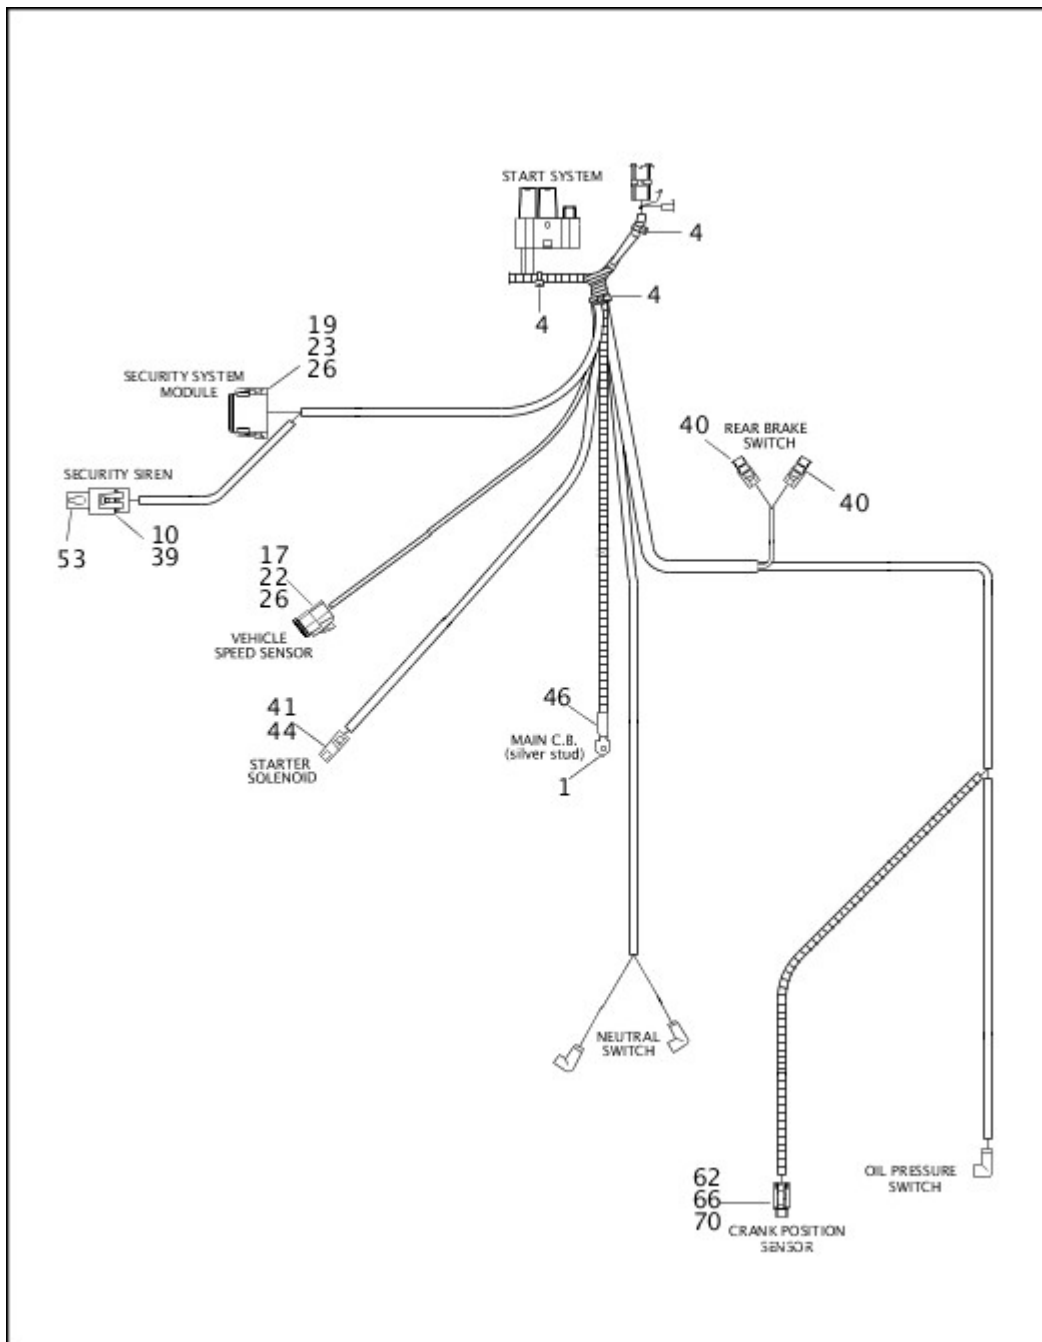 START SYSTEM
4
4
4
19
23
26
SECURITY SYSTEM
MODULE
SECURITY SIREN
53
10
39
40
REAR BRAKE
SWITCH
40
17
22
26
VEHICLE
SPEED SENSOR
41
44
STARTER
SOLENOID
46
MAIN C.B.
(silver stud)
1
NEUTRAL
SWITCH
OIL PRESSURE
SWITCH
62
66
70
CRANK POSITION
SENSOR